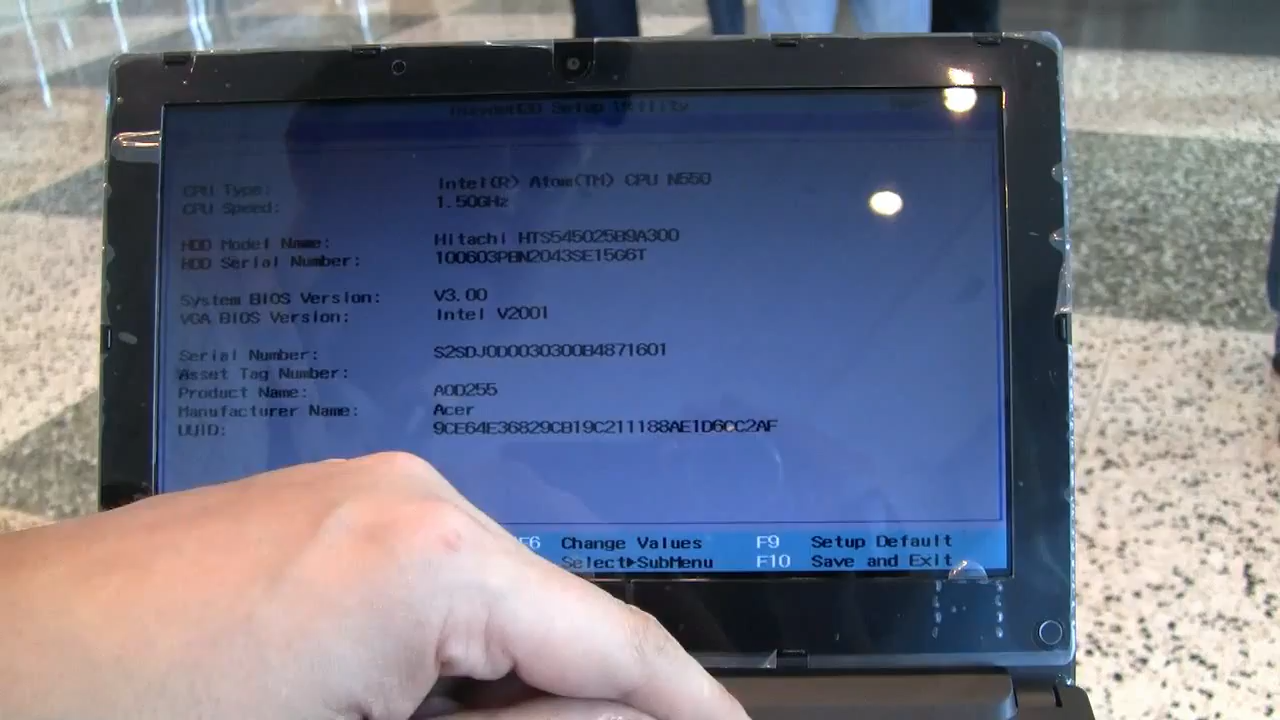 Setup Utility
CPU Type: Intel(R) Atom(TM) CPU N550
CPU Speed: 1.50GHz
HDD Model Name: Hitachi HTS545025B9A300
HDD Serial Number: 100603PBN2043SE15G6T
System BIOS Version: V3.00
VGA BIOS Version: Intel V2001
Serial Number: S2SDJ0D0030300B4871601
Asset Tag Number:
Product Name: AOD255
Manufacturer Name: Acer
UUID: 9CE64E36829CB19C211188AE1D6CC2AF
F6 Change Values F9 Setup Default
Select▶SubMenu F10 Save and Exit